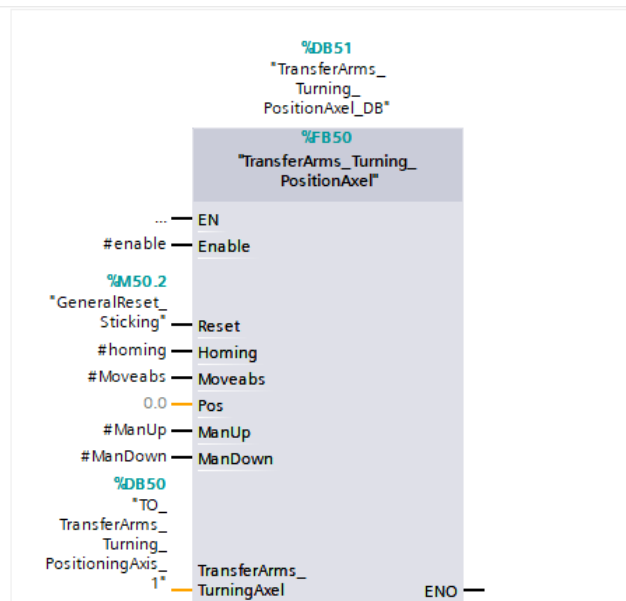 %DB51
"TransferArms_
Turning_
PositionAxel_DB"
%FB50
"TransferArms_Turning_
PositionAxel"
... EN
#enable Enable
%M50.2
"GeneralReset_
Sticking" Reset
#homing Homing
#Moveabs Moveabs
0.0 Pos
#ManUp ManUp
#ManDown ManDown
%DB50
"TO_
TransferArms_
Turning_
PositioningAxis_
1"
TransferArms_
TurningAxel ENO